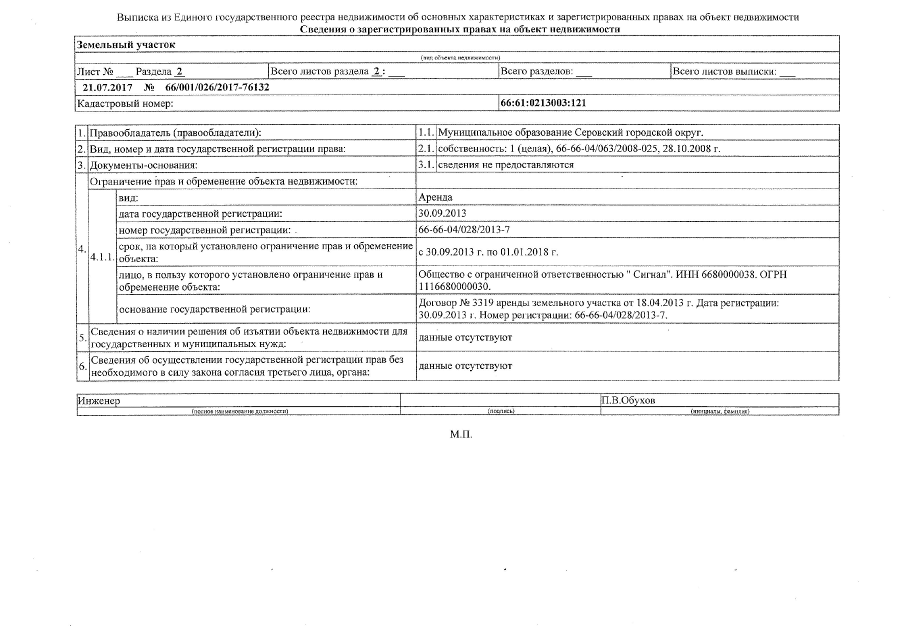 Выписка из Единого государственного реестра недвижимости об основных характеристиках и зарегистрированных правах на объект недвижимости
Сведения о зарегистрированных правах на объект недвижимости
Земельный участок
(вид объекта недвижимости)
Лист № ___ Раздела 2 Всего листов раздела 2 : ___ Всего разделов: ___ Всего листов выписки: ___
21.07.2017 № 66/001/026/2017-76132
Кадастровый номер: 66:61:0213003:121
1. Правообладатель (правообладатели): 1.1. Муниципальное образование Серовский городской округ.
2. Вид, номер и дата государственной регистрации права: 2.1. собственность: 1 (целая), 66-66-04/063/2008-025, 28.10.2008 г.
3. Документы-основания: 3.1. сведения не предоставляются
4. Ограничение прав и обременение объекта недвижимости:
4.1.1. вид: Аренда
дата государственной регистрации: 30.09.2013
номер государственной регистрации: 66-66-04/028/2013-7
срок, на который установлено ограничение прав и обременение
объекта: с 30.09.2013 г. по 01.01.2018 г.
лицо, в пользу которого установлено ограничение прав и
обременение объекта:
Общество с ограниченной ответственностью " Сигнал". ИНН 6680000038. ОГРН
1116680000030.
основание государственной регистрации:
Договор № 3319 аренды земельного участка от 18.04.2013 г. Дата регистрации:
30.09.2013 г. Номер регистрации: 66-66-04/028/2013-7.
5. Сведения о наличии решения об изъятии объекта недвижимости для
государственных и муниципальных нужд: данные отсутствуют
6. Сведения об осуществлении государственной регистрации прав без
необходимого в силу закона согласия третьего лица, органа: данные отсутствуют
Инженер П.В.Обухов
(полное наименование должности) (подпись) (инициалы, фамилия)
М.П.